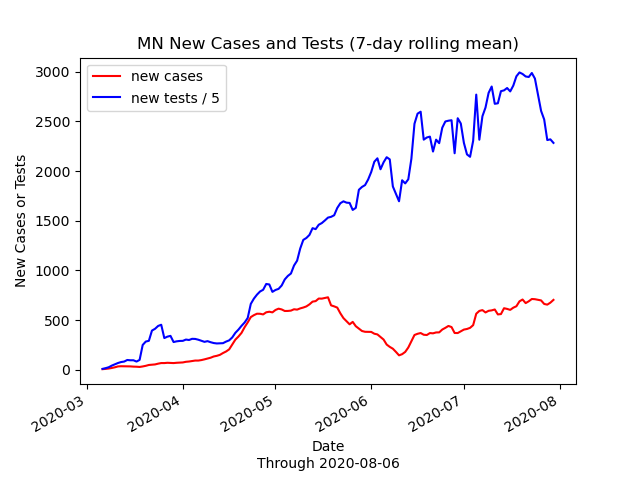 MN New Cases and Tests (7-day rolling mean)
new cases
new tests / 5
3000
2500
2000
1500
1000
500
0
New Cases or Tests
2020-03
2020-04
2020-05
2020-06
2020-07
2020-08
Date
Through 2020-08-06